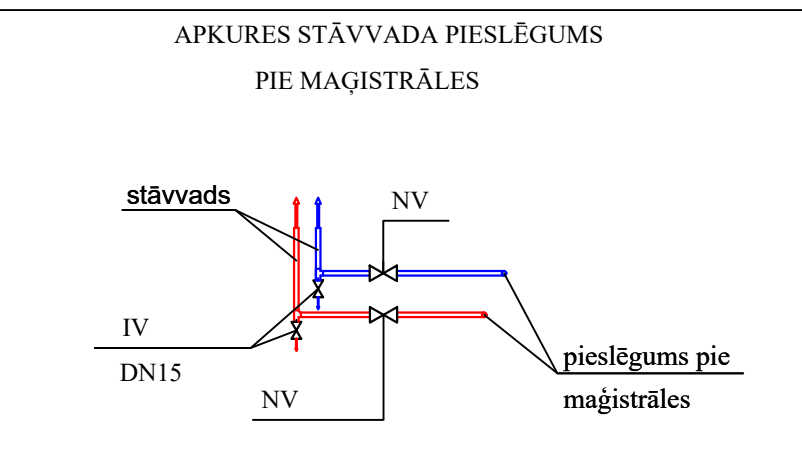 APKURES STĀVVADA PIESLĒGUMS
PIE MAĢISTRĀLES
stāvvads
NV
IV
DN15
NV
pieslēgums pie
maģistrāles